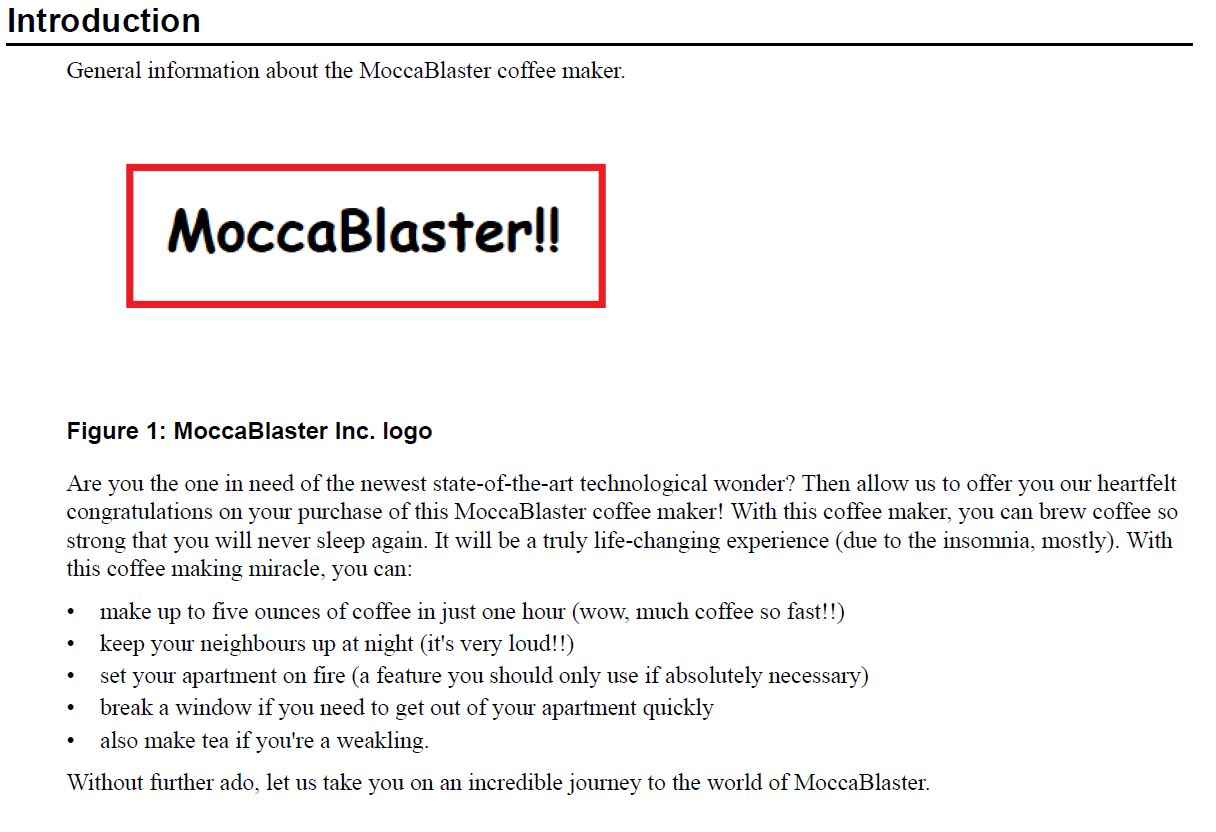 Introduction
General information about the MoccaBlaster coffee maker.
MoccaBlaster!!
Figure 1: MoccaBlaster Inc. logo
Are you the one in need of the newest state-of-the-art technological wonder? Then allow us to offer you our heartfelt
congratulations on your purchase of this MoccaBlaster coffee maker! With this coffee maker, you can brew coffee so
strong that you will never sleep again. It will be a truly life-changing experience (due to the insomnia, mostly). With
this coffee making miracle, you can:
• make up to five ounces of coffee in just one hour (wow, much coffee so fast!!)
• keep your neighbours up at night (it's very loud!!)
• set your apartment on fire (a feature you should only use if absolutely necessary)
• break a window if you need to get out of your apartment quickly
• also make tea if you're a weakling.
Without further ado, let us take you on an incredible journey to the world of MoccaBlaster.